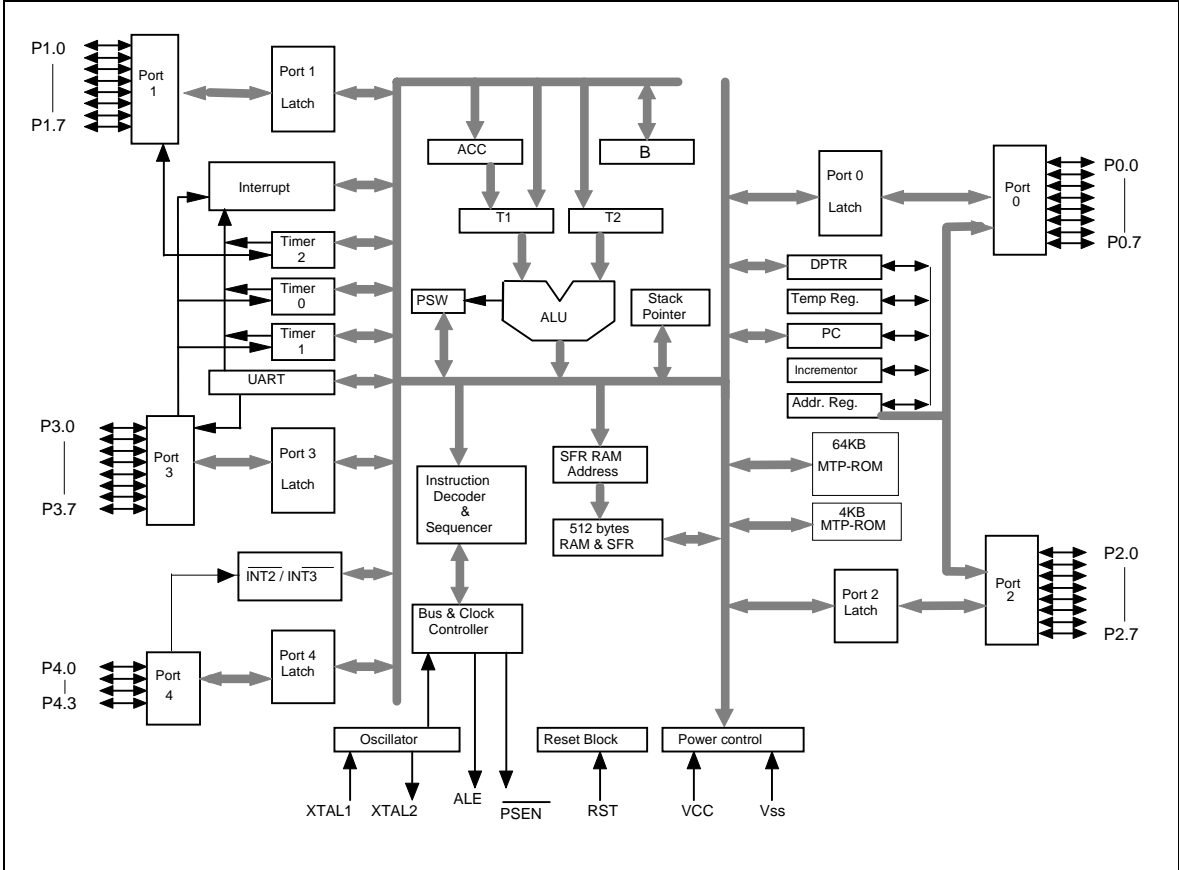 P1.0
P1.7
Port
1
Port 1
Latch
Interrupt
Timer
2
Timer
0
Timer
1
UART
P3.0
P3.7
Port
3
Port 3
Latch
INT2 / INT3
P4.0
P4.3
Port
4
Port 4
Latch
ACC
B
T1
T2
PSW
ALU
Stack
Pointer
Instruction
Decoder
&
Sequencer
SFR RAM
Address
512 bytes
RAM & SFR
Bus & Clock
Controller
Oscillator
Reset Block
Power control
XTAL1
XTAL2
ALE
PSEN
RST
VCC
Vss
Port 0
Latch
Port
0
P0.0
P0.7
DPTR
Temp Reg.
PC
Incrementor
Addr. Reg.
64KB
MTP-ROM
4KB
MTP-ROM
Port 2
Latch
Port
2
P2.0
P2.7